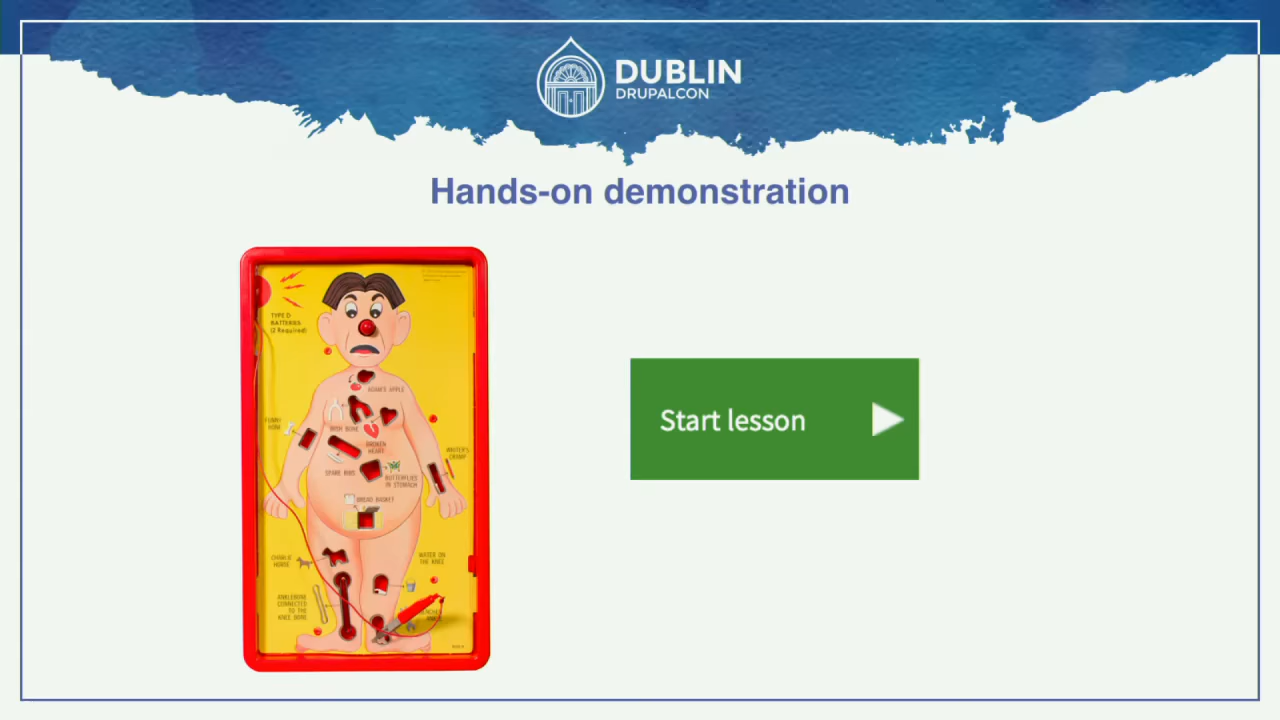 DUBLIN
DRUPALCON
Hands-on demonstration
TYPE D
BATTERIES
(2 Required)
ADAM'S APPLE
FUNNY
BONE
WISH BONE
BROKEN
HEART
SPARE RIBS
WRITER'S
CRAMP
BUTTERFLIES
IN STOMACH
BREAD BASKET
CHARLIE
HORSE
WATER ON
THE KNEE
ANKLEBONE
CONNECTED
TO THE
KNEE BONE
Start lesson